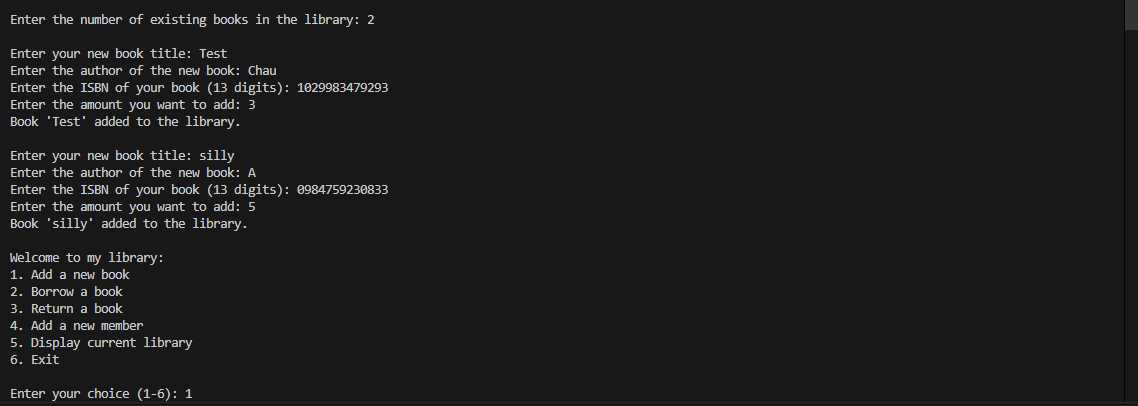 Enter the number of existing books in the library: 2
Enter your new book title: Test
Enter the author of the new book: Chau
Enter the ISBN of your book (13 digits): 1029983479293
Enter the amount you want to add: 3
Book 'Test' added to the library.
Enter your new book title: silly
Enter the author of the new book: A
Enter the ISBN of your book (13 digits): 0984759230833
Enter the amount you want to add: 5
Book 'silly' added to the library.
Welcome to my library:
1. Add a new book
2. Borrow a book
3. Return a book
4. Add a new member
5. Display current library
6. Exit
Enter your choice (1-6): 1